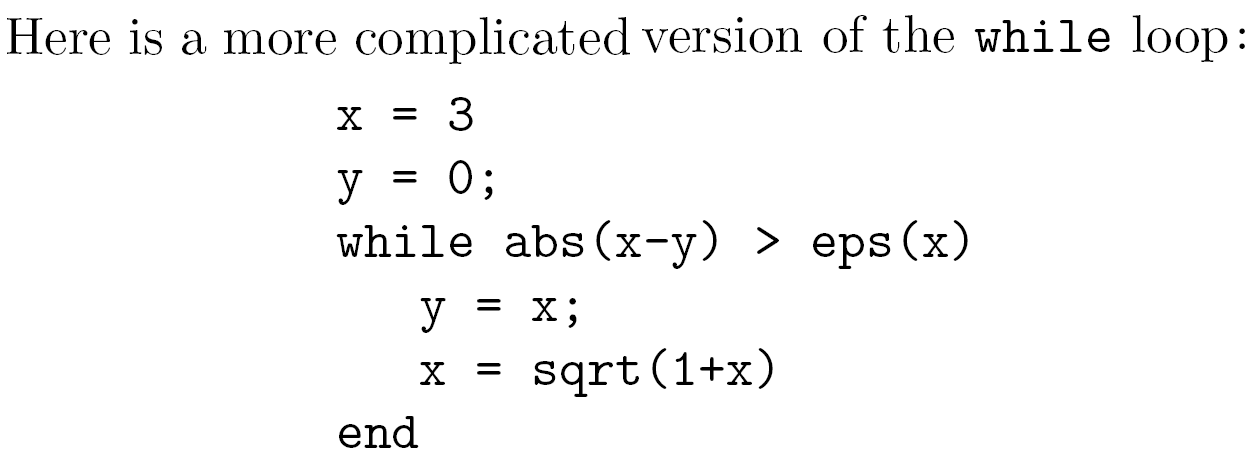 Here is a more complicated version of the while loop:
x = 3
y = 0;
while abs(x-y) > eps(x)
y = x;
x = sqrt(1+x)
end